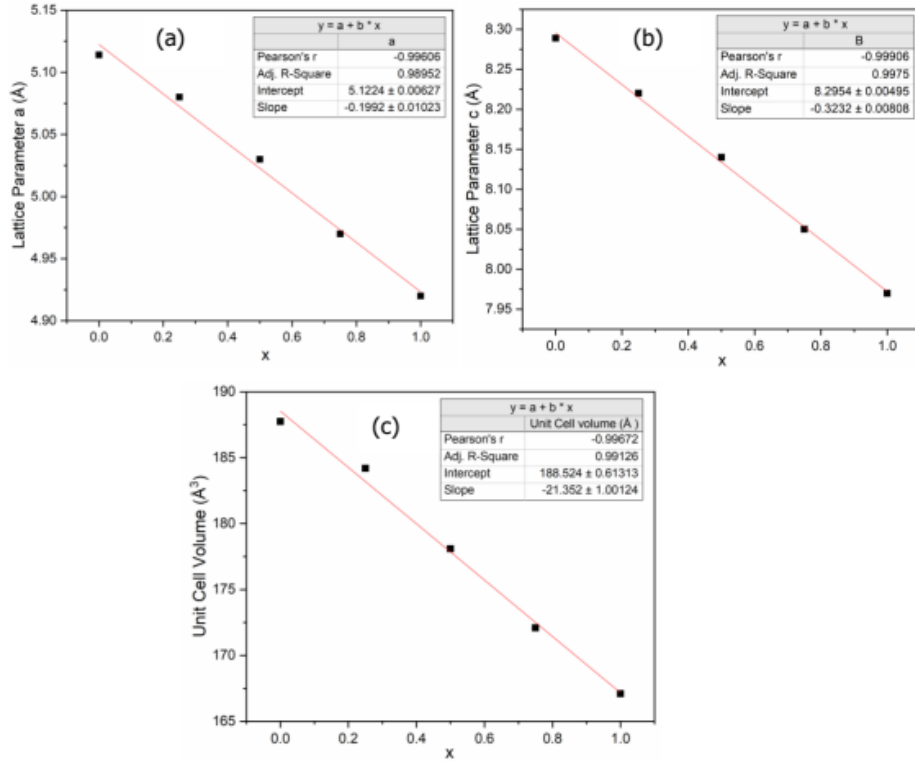 (a)
y = a + b * x
a
Pearson's r -0.99606
Adj. R-Square 0.98952
Intercept 5.1224 ± 0.00627
Slope -0.1992 ± 0.01023
Lattice Parameter a (Å)
5.15
5.10
5.05
5.00
4.95
4.90
0.0 0.2 0.4 0.6 0.8 1.0
x
(b)
y = a + b * x
B
Pearson's r -0.99906
Adj. R-Square 0.9975
Intercept 8.2954 ± 0.00495
Slope -0.3232 ± 0.00808
Lattice Parameter c (Å)
8.30
8.25
8.20
8.15
8.10
8.05
8.00
7.95
0.0 0.2 0.4 0.6 0.8 1.0
x
(c)
y = a + b * x
Unit Cell volume (Å )
Pearson's r -0.99672
Adj. R-Square 0.99126
Intercept 188.524 ± 0.61313
Slope -21.352 ± 1.00124
Unit Cell Volume (Å³)
190
185
180
175
170
165
0.0 0.2 0.4 0.6 0.8 1.0
x